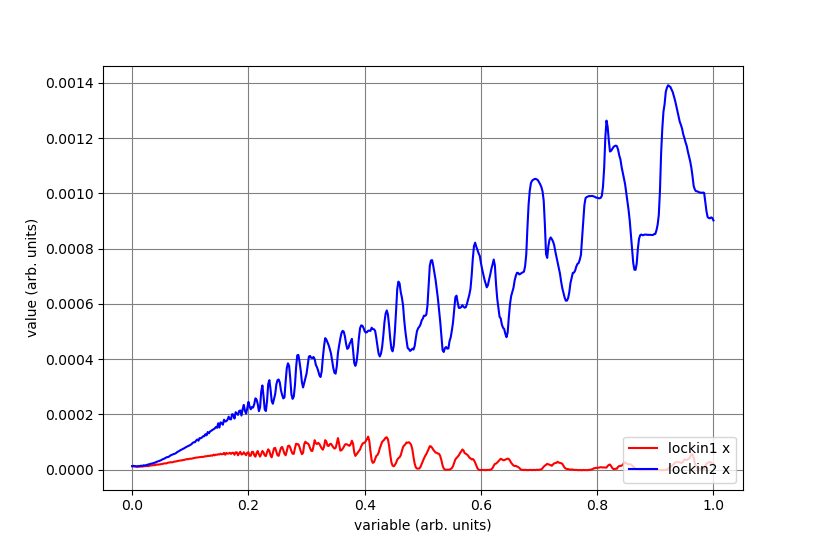 0.0014
0.0012
0.0010
0.0008
0.0006
0.0004
0.0002
0.0000
value (arb. units)
lockin1 x
lockin2 x
0.0 0.2 0.4 0.6 0.8 1.0
variable (arb. units)